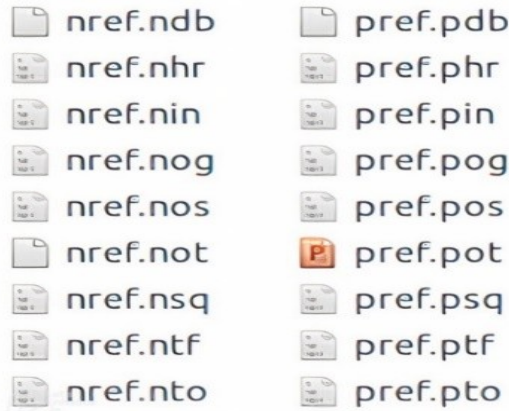 nref.ndb pref.pdb
nref.nhr pref.phr
nref.nin pref.pin
nref.nog pref.pog
nref.nos pref.pos
nref.not pref.pot
nref.nsq pref.psq
nref.ntf pref.ptf
nref.nto pref.pto